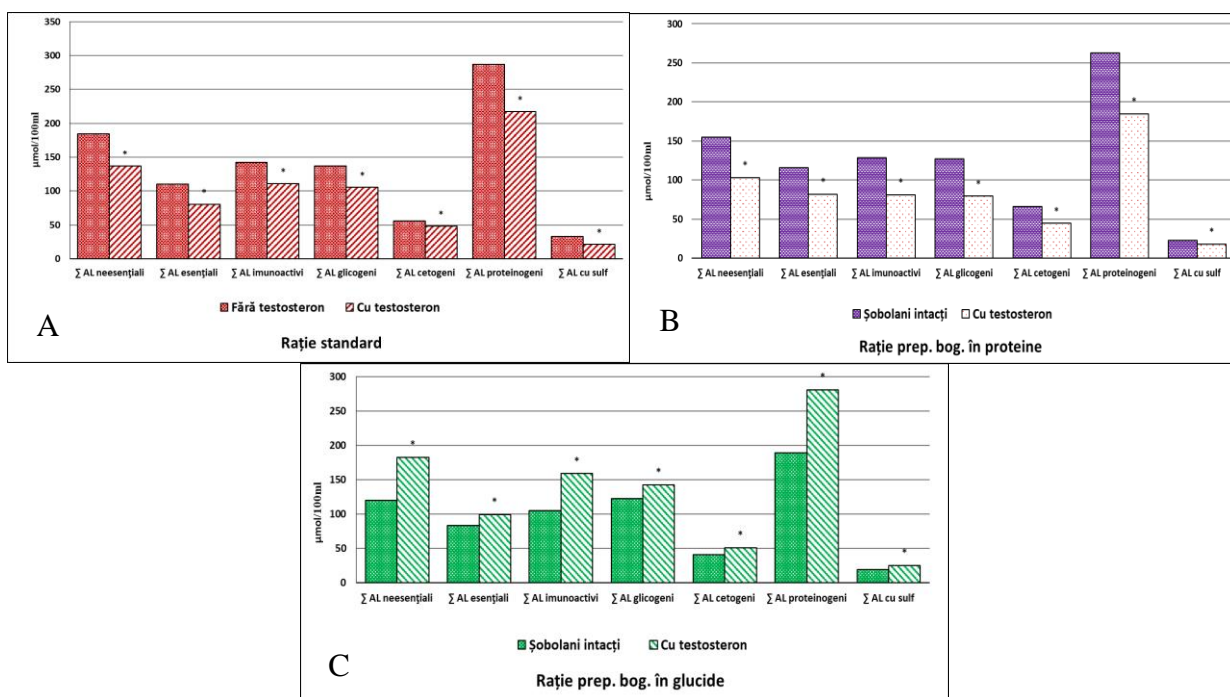 350
300
250
200
150
100
50
0
µmol/100ml
* * * * * * *
∑ AL neesențiali ∑ AL esențiali ∑ AL imunoactivi ∑ AL glicogeni ∑ AL cetogeni ∑ AL proteinogeni ∑ AL cu sulf
Fără testosteron Cu testosteron
A
Rație standard
300
250
200
150
100
50
0
µmol/100ml
* * * * * * *
∑ AL neesențiali ∑ AL esențiali ∑ AL imunoactivi ∑ AL glicogeni ∑ AL cetogeni ∑ AL proteinogeni ∑ AL cu sulf
Șobolani intacți Cu testosteron
B
Rație prep. bog. în proteine
300
250
200
150
100
50
0
µmol/100ml
* * * * * * *
∑ AL neesențiali ∑ AL esențiali ∑ AL imunoactivi ∑ AL glicogeni ∑ AL cetogeni ∑ AL proteinogeni ∑ AL cu sulf
Șobolani intacți Cu testosteron
C
Rație prep. bog. în glucide